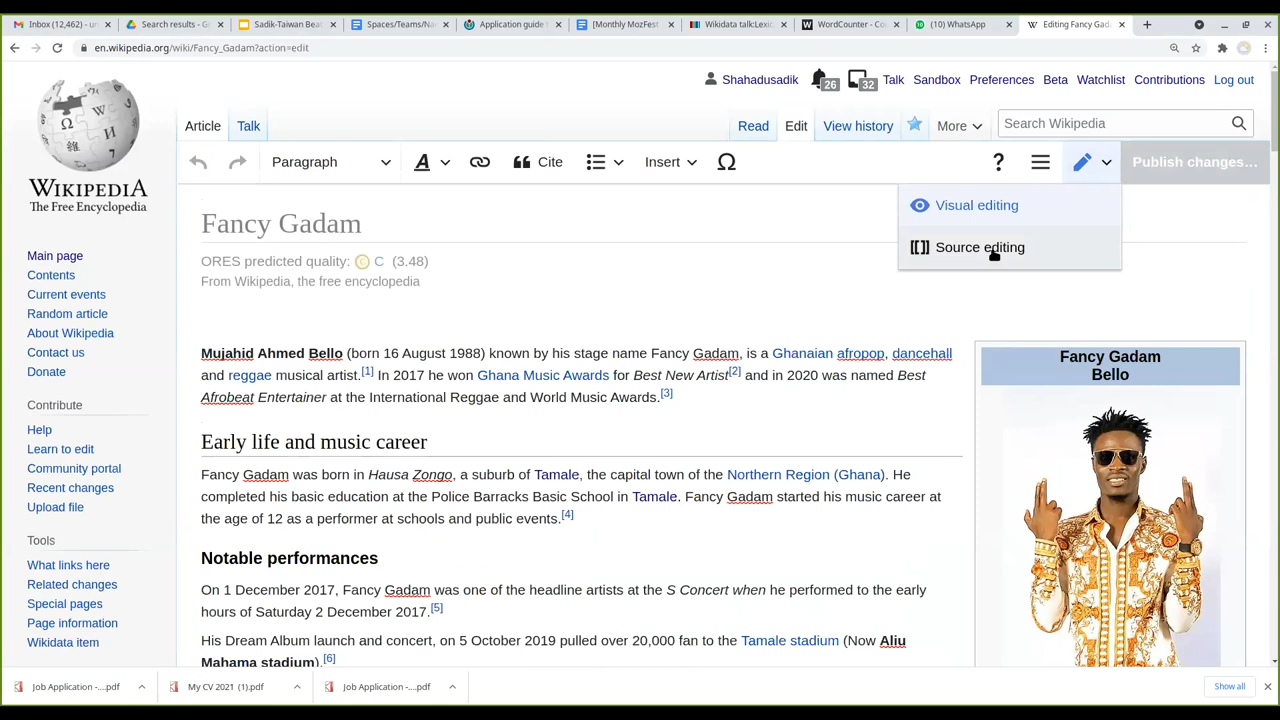 Inbox (12,462) - un
Search results - G
Sadik-Taiwan Bea
Spaces/Teams/Na
Application guide
[Monthly MozFest
Wikidata talk:Lexic
WordCounter - Co
(10) WhatsApp
Editing Fancy Gad
en.wikipedia.org/wiki/Fancy_Gadam?action=edit
Shahadusadik 26 32 Talk Sandbox Preferences Beta Watchlist Contributions Log out
Article Talk Read Edit View history More Search Wikipedia
Paragraph A Cite Insert Ω ? Publish changes...
WIKIPEDIA
The Free Encyclopedia
Visual editing
[[]] Source editing
Main page
Contents
Current events
Random article
About Wikipedia
Contact us
Donate
Contribute
Help
Learn to edit
Community portal
Recent changes
Upload file
Tools
What links here
Related changes
Special pages
Page information
Wikidata item
Fancy Gadam
ORES predicted quality: C (3.48)
From Wikipedia, the free encyclopedia
Mujahid Ahmed Bello (born 16 August 1988) known by his stage name Fancy Gadam, is a Ghanaian afropop, dancehall
and reggae musical artist.[1] In 2017 he won Ghana Music Awards for Best New Artist[2] and in 2020 was named Best
Afrobeat Entertainer at the International Reggae and World Music Awards.[3]
Early life and music career
Fancy Gadam was born in Hausa Zongo, a suburb of Tamale, the capital town of the Northern Region (Ghana). He
completed his basic education at the Police Barracks Basic School in Tamale. Fancy Gadam started his music career at
the age of 12 as a performer at schools and public events.[4]
Notable performances
On 1 December 2017, Fancy Gadam was one of the headline artists at the S Concert when he performed to the early
hours of Saturday 2 December 2017.[5]
His Dream Album launch and concert, on 5 October 2019 pulled over 20,000 fan to the Tamale stadium (Now Aliu
Mahama stadium).[6]
Fancy Gadam
Bello
Job Application -....pdf
My CV 2021 (1).pdf
Job Application -....pdf
Show all